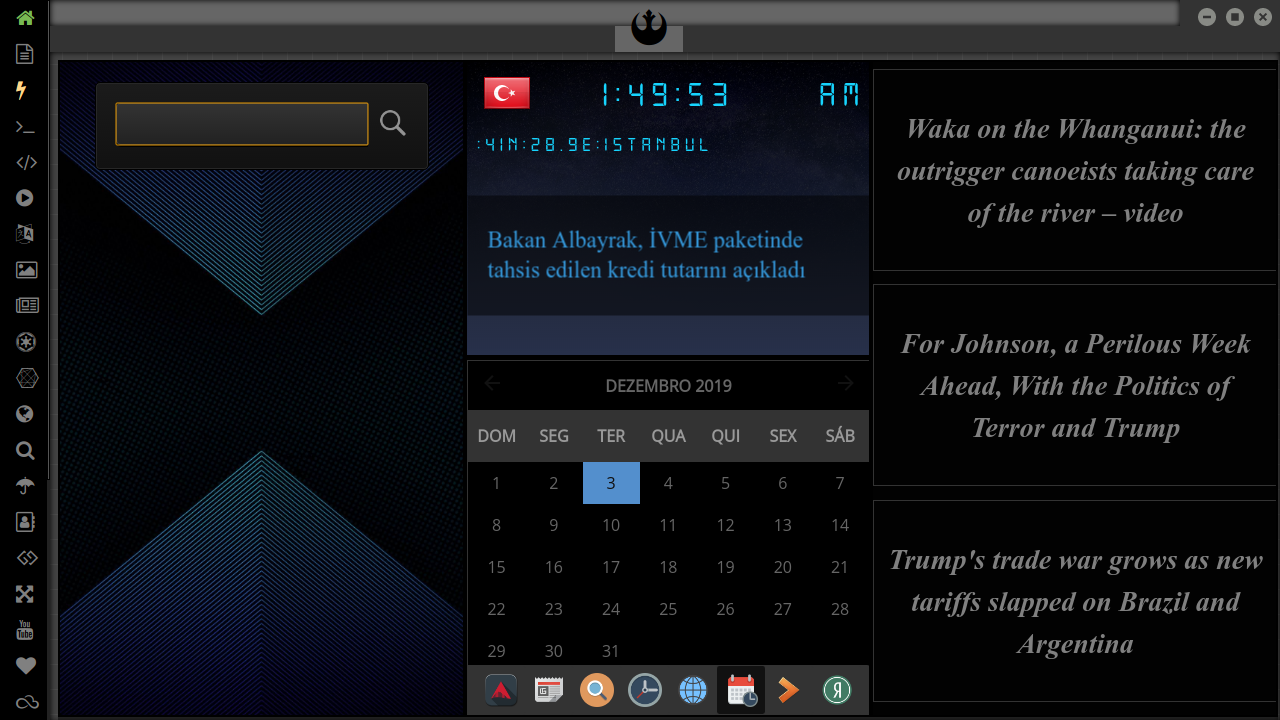 1:49:53 AM
:41N:28.9E:ISTANBUL
Bakan Albayrak, İVME paketinde
tahsis edilen kredi tutarını açıkladı
DEZEMBRO 2019
DOM SEG TER QUA QUI SEX SÁB
1 2 3 4 5 6 7
8 9 10 11 12 13 14
15 16 17 18 19 20 21
22 23 24 25 26 27 28
29 30 31
Waka on the Whanganui: the
outrigger canoeists taking care
of the river – video
For Johnson, a Perilous Week
Ahead, With the Politics of
Terror and Trump
Trump's trade war grows as new
tariffs slapped on Brazil and
Argentina
You
Tube
Я